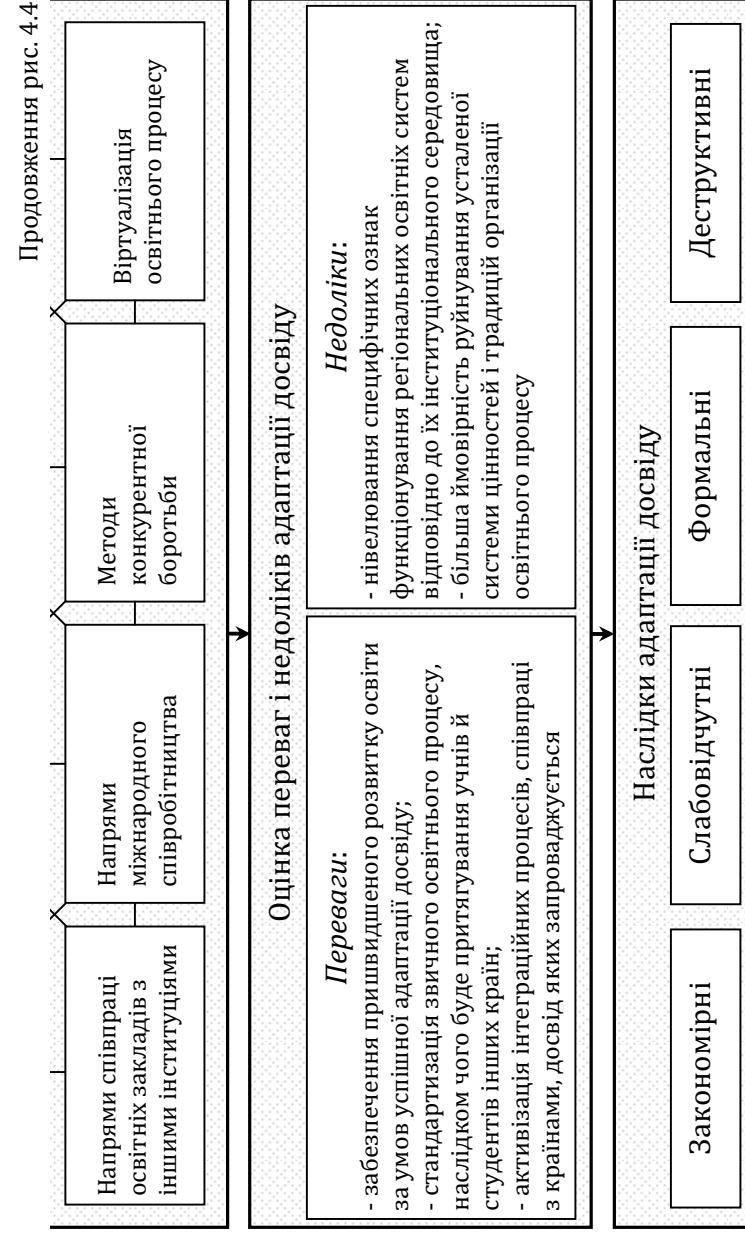 Продовження рис. 4.4
Напрями співпраці
освітніх закладів з
іншими інституціями
Напрями
міжнародного
співробітництва
Методи
конкурентної
боротьби
Віртуалізація
освітнього процесу
Оцінка переваг і недоліків адаптації досвіду
Переваги:
- забезпечення пришвидшеного розвитку освіти
за умов успішної адаптації досвіду;
- стандартизація звичного освітнього процесу,
наслідком чого буде притягування учнів й
студентів інших країн;
- активізація інтеграційних процесів, співпраці
з країнами, досвід яких запроваджується
Недоліки:
- нівелювання специфічних ознак
функціонування регіональних освітніх систем
відповідно до їх інституціонального середовища;
- більша ймовірність руйнування усталеної
системи цінностей і традицій організації
освітнього процесу
Наслідки адаптації досвіду
Закономірні
Слабовідчутні
Формальні
Деструктивні